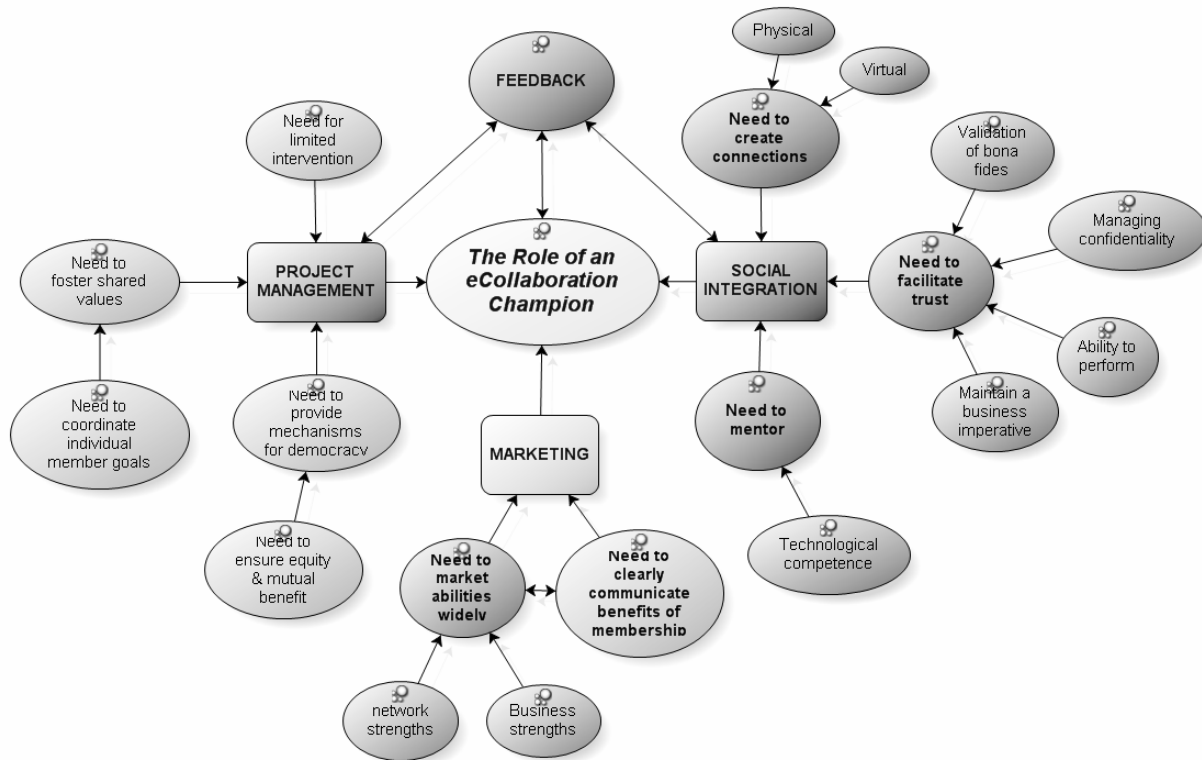 Physical
Virtual
FEEDBACK
Need for
limited
intervention
Need to
create
connections
Validation
of bona
fides
Managing
confidentiality
Need to
foster shared
values
PROJECT
MANAGEMENT
The Role of an
eCollaboration
Champion
SOCIAL
INTEGRATION
Need to
facilitate
trust
Ability to
perform
Need to
coordinate
individual
member goals
Need to
provide
mechanisms
for democracy
MARKETING
Need to
mentor
Maintain a
business
imperative
Need to
ensure equity
& mutual
benefit
Need to
market
abilities
widely
Need to
clearly
communicate
benefits of
membership
Technological
competence
network
strengths
Business
strengths